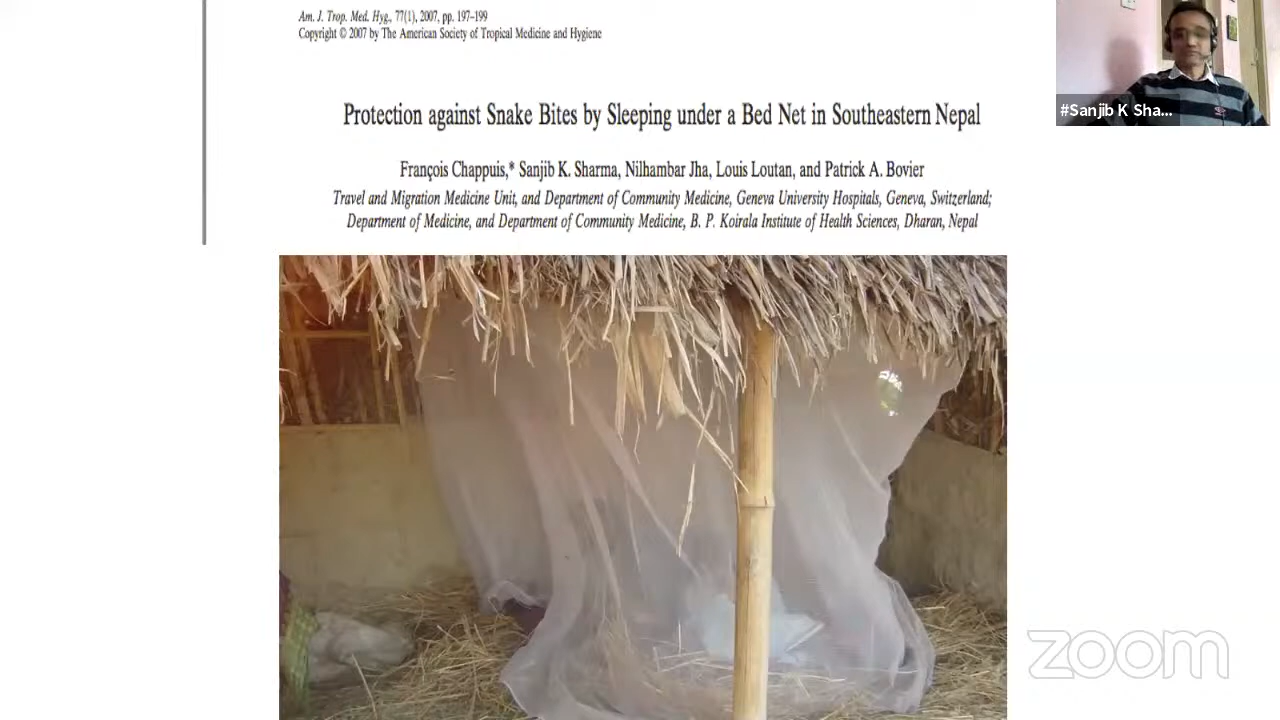 Am. J. Trop. Med. Hyg., 77(1), 2007, pp. 197–199
Copyright © 2007 by The American Society of Tropical Medicine and Hygiene
#Sanjib K Sha...
Protection against Snake Bites by Sleeping under a Bed Net in Southeastern Nepal
François Chappuis,* Sanjib K. Sharma, Nilhambar Jha, Louis Loutan, and Patrick A. Bovier
Travel and Migration Medicine Unit, and Department of Community Medicine, Geneva University Hospitals, Geneva, Switzerland;
Department of Medicine, and Department of Community Medicine, B. P. Koirala Institute of Health Sciences, Dharan, Nepal
zoom